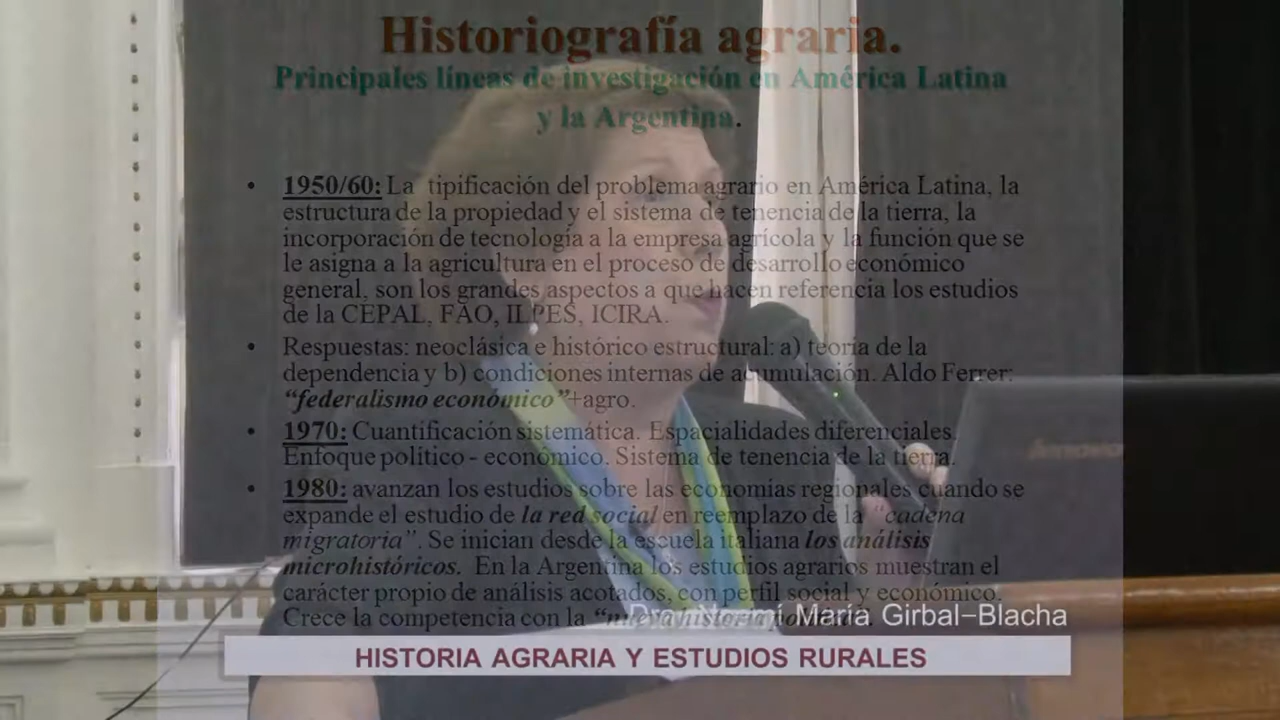 Historiografía agraria.
Principales líneas de investigación en América Latina
y la Argentina.
• 1950/60: La tipificación del problema agrario en América Latina, la
estructura de la propiedad y el sistema de tenencia de la tierra, la
incorporación de tecnología a la empresa agrícola y la función que se
le asigna a la agricultura en el proceso de desarrollo económico
general, son los grandes aspectos a que hacen referencia los estudios
de la CEPAL, FAO, ILPES, ICIRA.
• Respuestas: neoclásica e histórico estructural: a) teoría de la
dependencia y b) condiciones internas de acumulación. Aldo Ferrer:
“federalismo económico”+agro.
• 1970: Cuantificación sistemática. Espacialidades diferenciales.
Enfoque político - económico. Sistema de tenencia de la tierra.
• 1980: avanzan los estudios sobre las economías regionales cuando se
expande el estudio de la red social en reemplazo de la “cadena
migratoria”. Se inician desde la escuela italiana los análisis
microhistóricos. En la Argentina los estudios agrarios muestran el
carácter propio de análisis acotados, con perfil social y económico.
Crece la competencia con la “nueva historia
María Girbal-Blacha
HISTORIA AGRARIA Y ESTUDIOS RURALES
lenovo